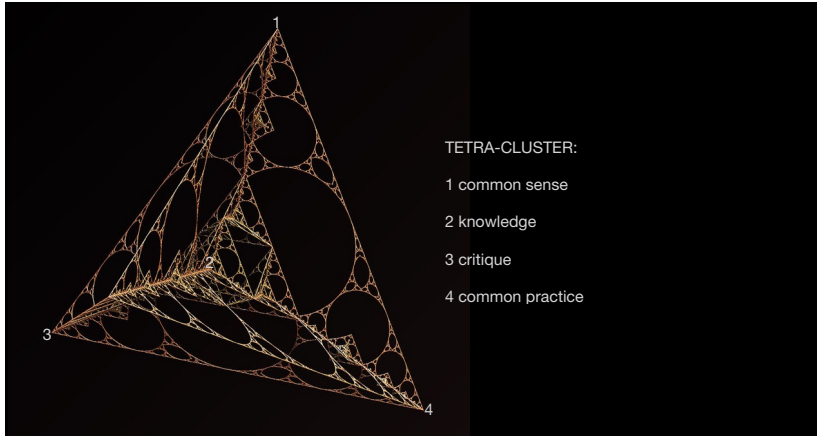 1
TETRA-CLUSTER:
1 common sense
2 knowledge
2
3 critique
4 common practice
3
4